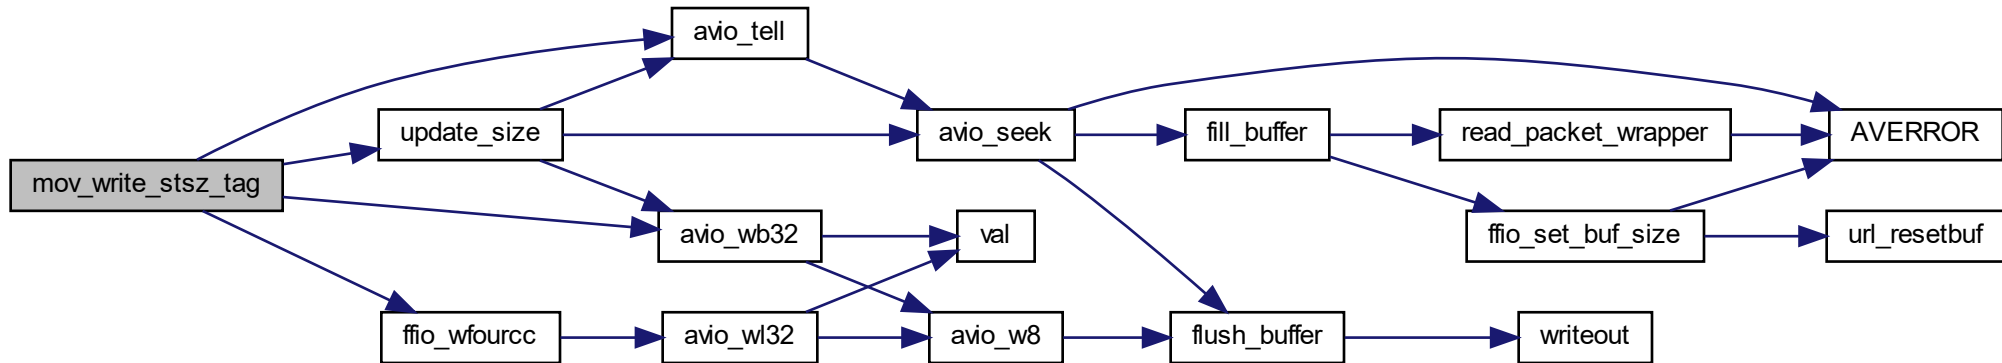 avio_tell
update_size
avio_seek
fill_buffer
read_packet_wrapper
AVERROR
mov_write_stsz_tag
avio_wb32
val
ffio_set_buf_size
url_resetbuf
ffio_wfourcc
avio_wl32
avio_w8
flush_buffer
writeout